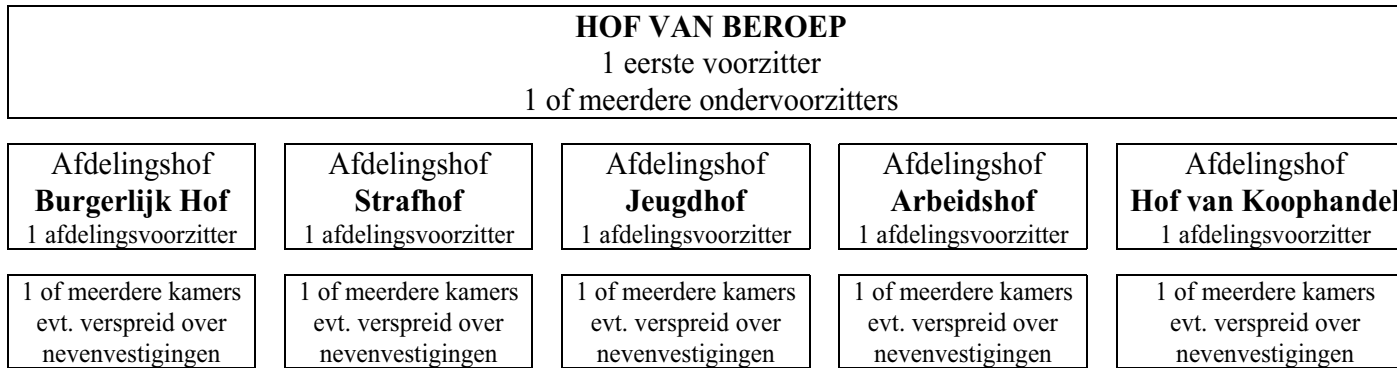 HOF VAN BEROEP
1 eerste voorzitter
1 of meerdere ondervoorzitters
Afdelingshof
Burgerlijk Hof
1 afdelingsvoorzitter
Afdelingshof
Strafhof
1 afdelingsvoorzitter
Afdelingshof
Jeugdhof
1 afdelingsvoorzitter
Afdelingshof
Arbeidshof
1 afdelingsvoorzitter
Afdelingshof
Hof van Koophandel
1 afdelingsvoorzitter
1 of meerdere kamers
evt. verspreid over
nevenvestigingen
1 of meerdere kamers
evt. verspreid over
nevenvestigingen
1 of meerdere kamers
evt. verspreid over
nevenvestigingen
1 of meerdere kamers
evt. verspreid over
nevenvestigingen
1 of meerdere kamers
evt. verspreid over
nevenvestigingen